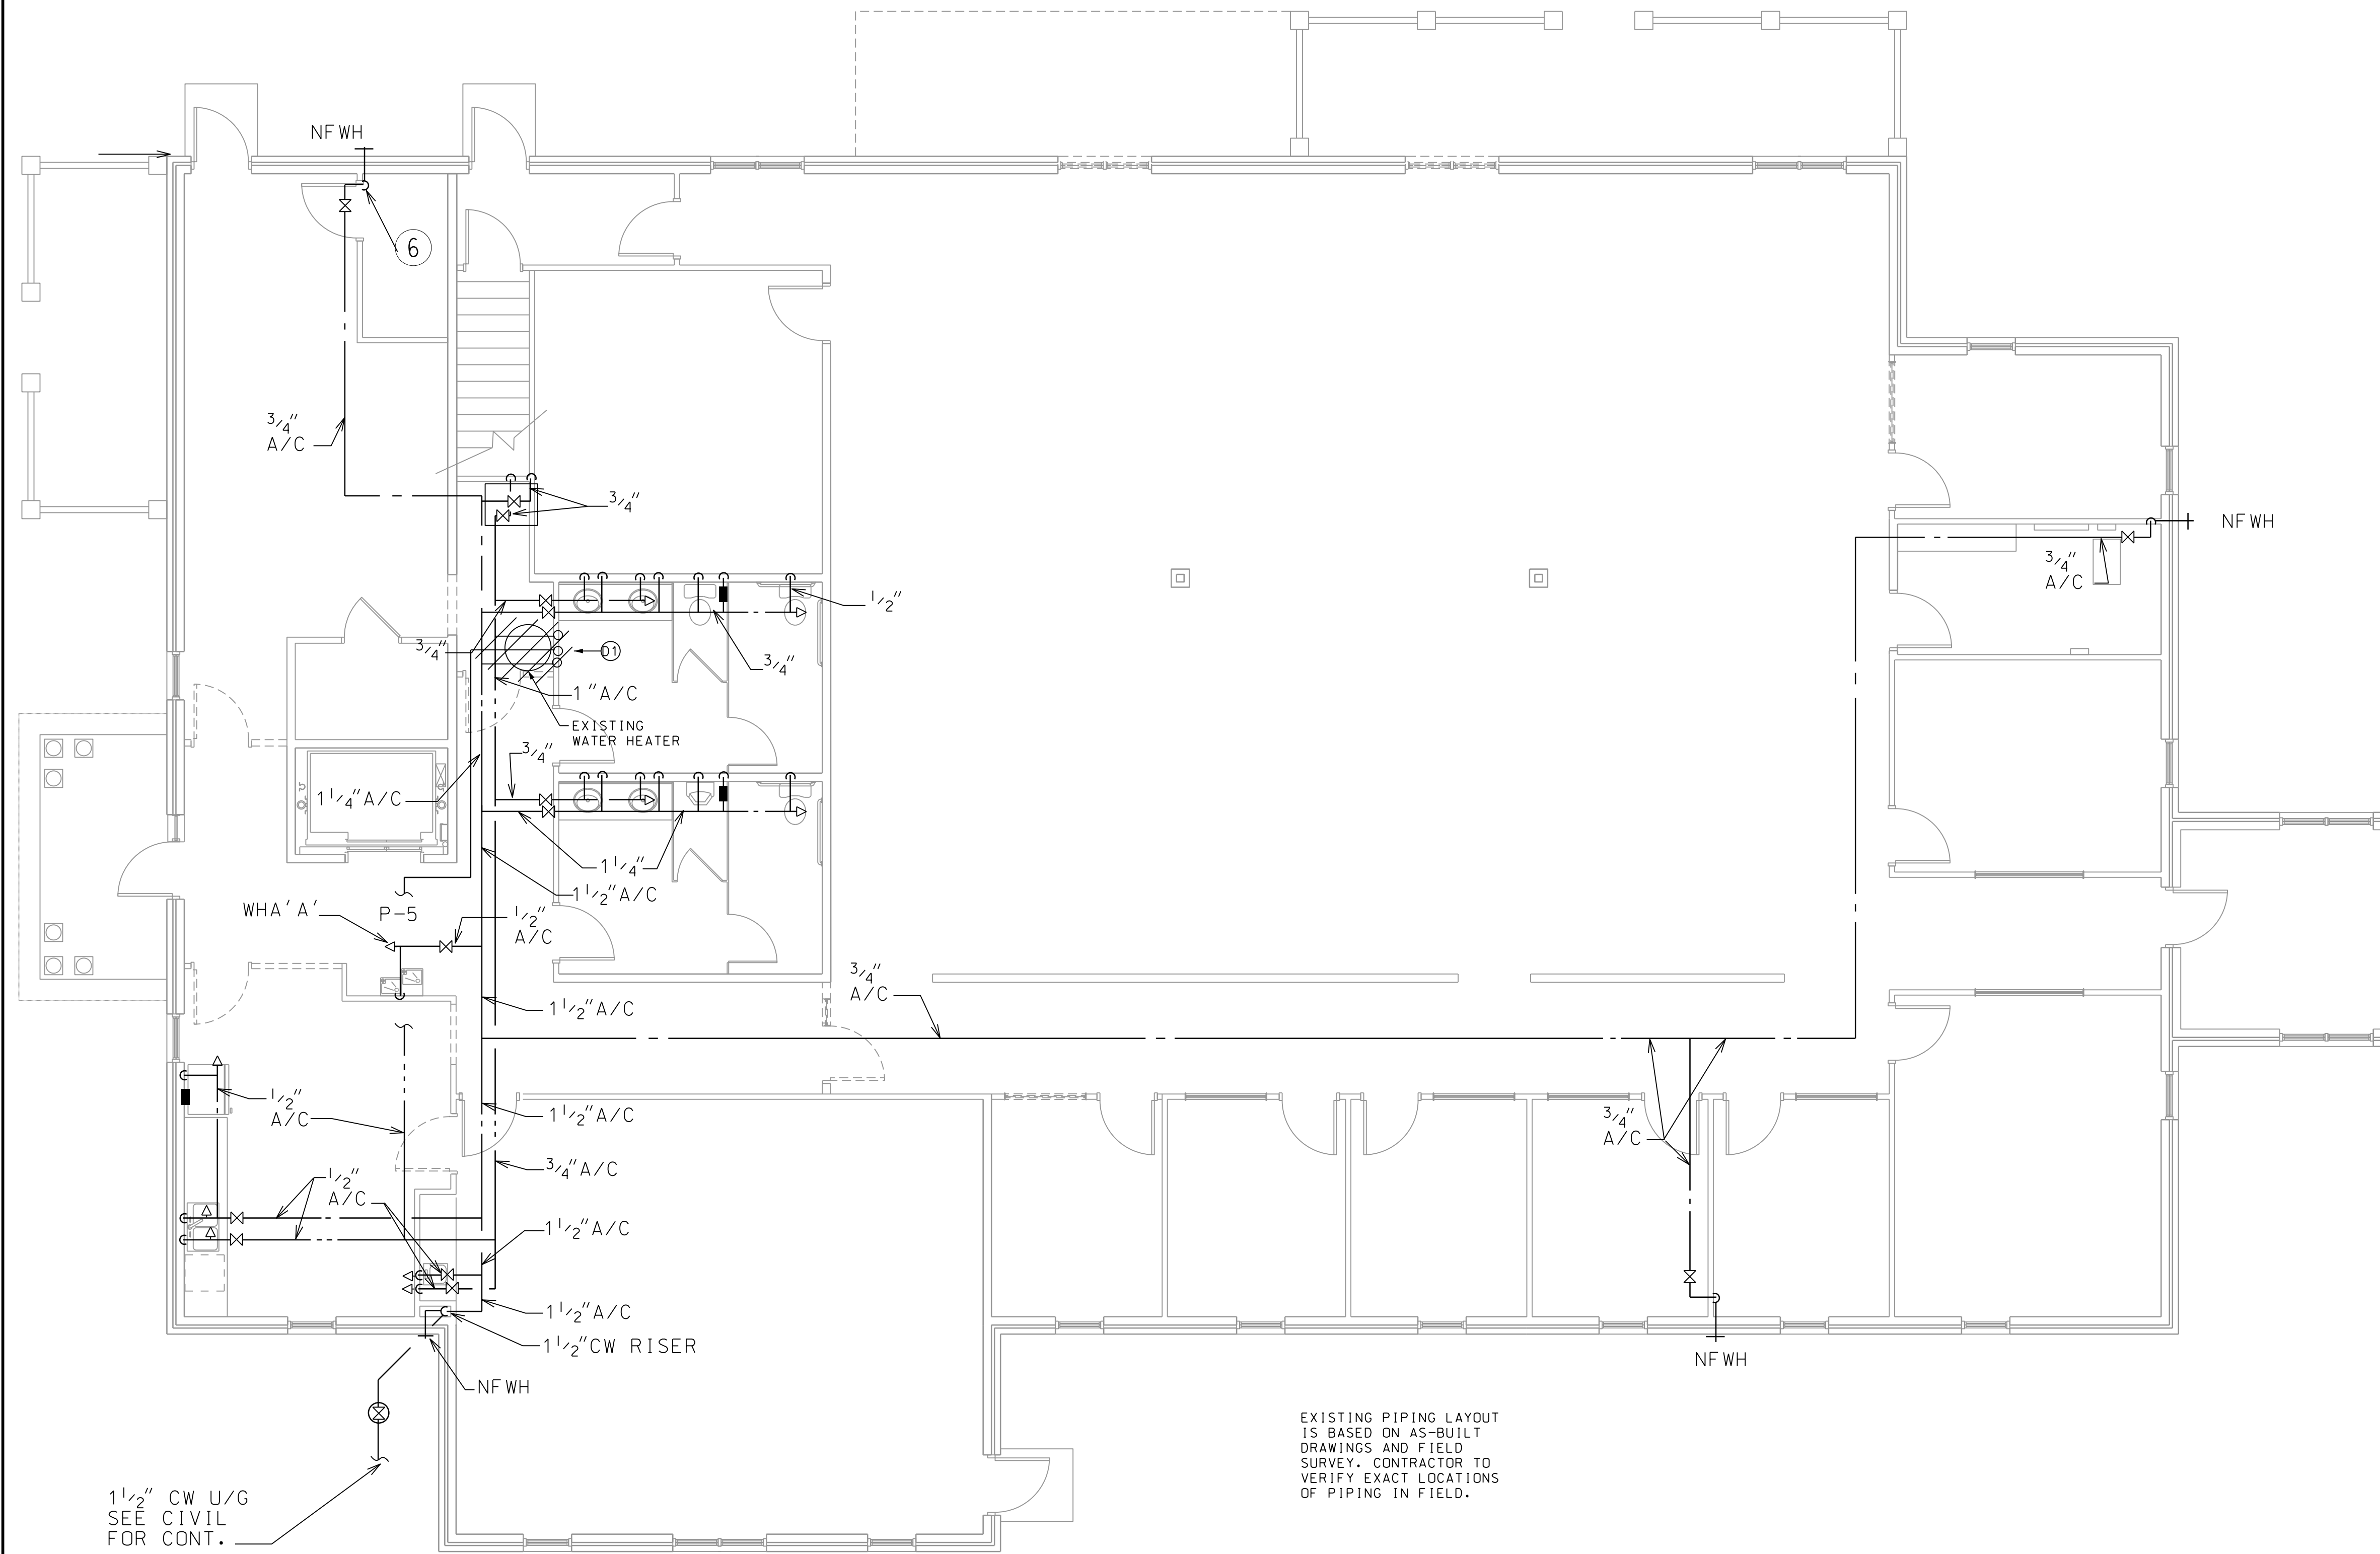 NFWH
6
3/4"
A/C
3/4"
NFWH
3/4"
A/C
1/2"
3/4"
3/4"
D1
1"A/C
EXISTING
WATER HEATER
3/4"
1 1/4"A/C
1 1/4"
1 1/2"A/C
WHA'A'
P-5
1/2"
A/C
3/4"
A/C
1 1/2"A/C
1/2"
A/C
1 1/2"A/C
3/4"
A/C
3/4"A/C
1/2"
A/C
1 1/2"A/C
1 1/2"A/C
1 1/2"CW RISER
NFWH
NFWH
EXISTING PIPING LAYOUT
IS BASED ON AS-BUILT
DRAWINGS AND FIELD
SURVEY. CONTRACTOR TO
VERIFY EXACT LOCATIONS
OF PIPING IN FIELD.
1 1/2" CW U/G
SEE CIVIL
FOR CONT.